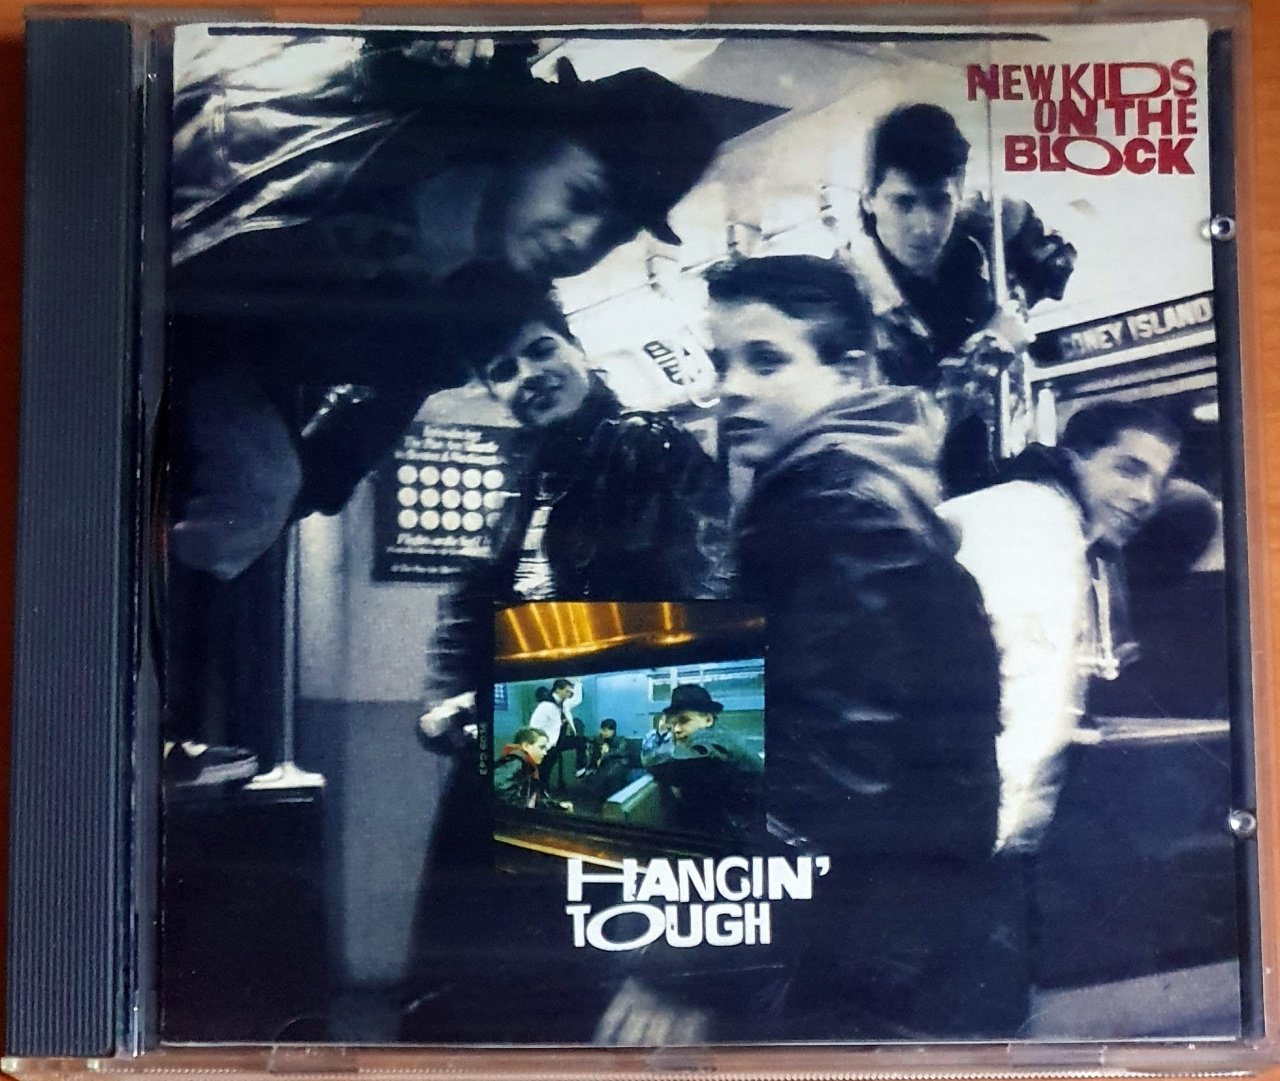 NEW KIDS
ON THE
BLOCK
CONEY ISLAND
HANGIN'
TOUGH